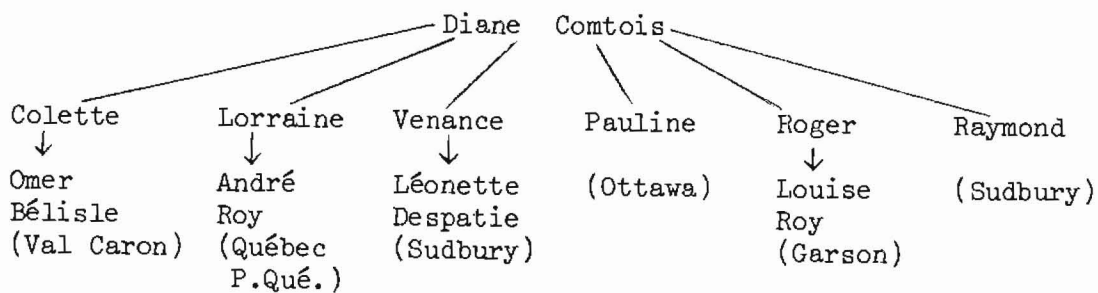 Diane Comtois
Colette Lorraine Venance Pauline Roger Raymond
Omer André Léonette (Ottawa) Louise (Sudbury)
Bélisle Roy Despatie Roy
(Val Caron) (Québec (Sudbury) (Garson)
P.Qué.)